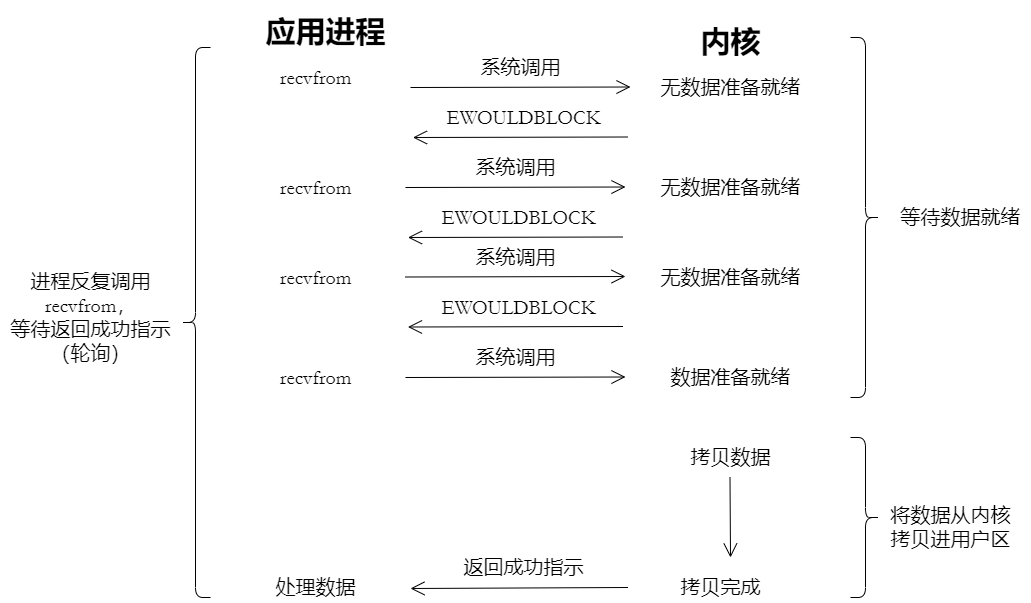 应用进程
内核
recvfrom
系统调用
无数据准备就绪
EWOULDBLOCK
recvfrom
系统调用
无数据准备就绪
EWOULDBLOCK
等待数据就绪
recvfrom
系统调用
无数据准备就绪
进程反复调用
recvfrom，
等待返回成功指示
（轮询）
EWOULDBLOCK
recvfrom
系统调用
数据准备就绪
拷贝数据
将数据从内核
拷贝进用户区
处理数据
返回成功指示
拷贝完成